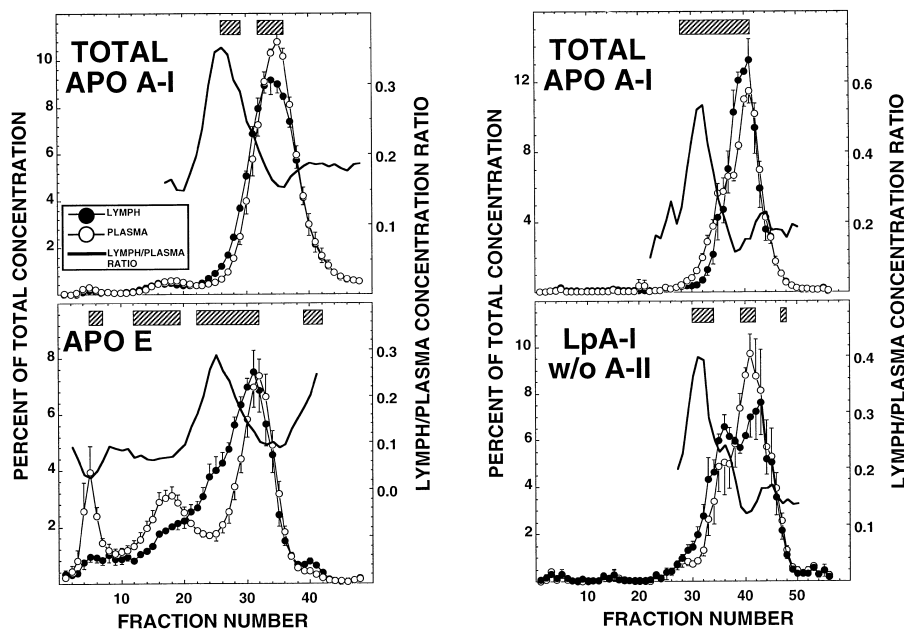 TOTAL
APO A-I
10
8
6
4
2
0.3
0.2
0.1
LYMPH
PLASMA
LYMPH/PLASMA
RATIO
APO E
8
6
4
2
0.3
0.2
0.1
0.0
10
20
30
40
FRACTION NUMBER
PERCENT OF TOTAL CONCENTRATION
LYMPH/PLASMA CONCENTRATION RATIO
TOTAL
APO A-I
12
8
4
0.6
0.4
0.2
LpA-I
w/o A-II
10
8
6
4
2
0.4
0.3
0.2
0.1
10
20
30
40
50
FRACTION NUMBER
PERCENT OF TOTAL CONCENTRATION
LYMPH/PLASMA CONCENTRATION RATIO